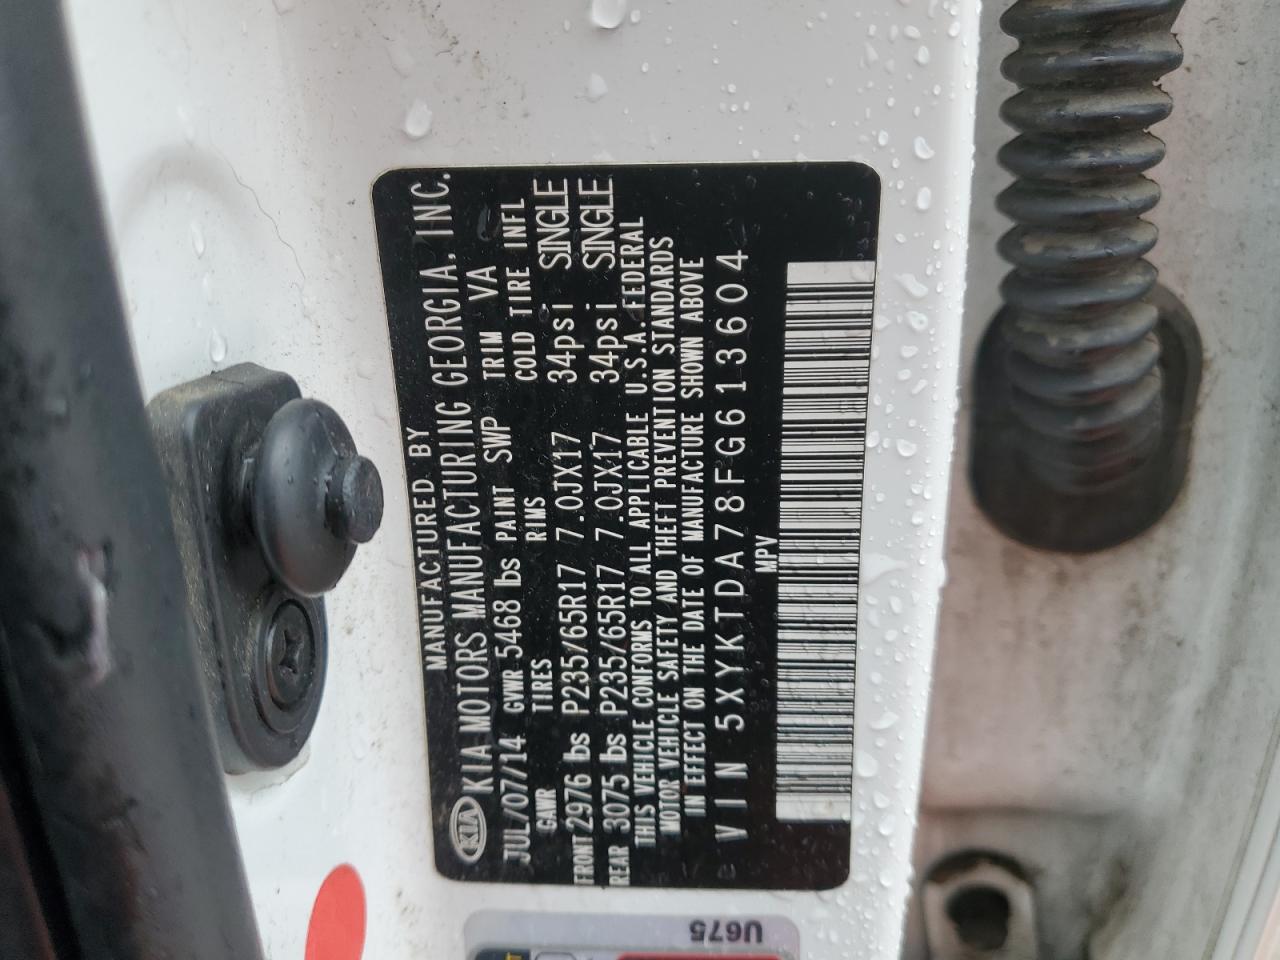 MANUFACTURED BY
KIA KIA MOTORS MANUFACTURING GEORGIA, INC.
JUL/07/14 GVWR 5468 lbs PAINT SWP TRIM VA
GAWR TIRES RIMS COLD TIRE INFL
FRONT 2976 lbs P235/65R17 7.0JX17 34psi SINGLE
REAR 3075 lbs P235/65R17 7.0JX17 34psi SINGLE
THIS VEHICLE CONFORMS TO ALL APPLICABLE U.S.A. FEDERAL
MOTOR VEHICLE SAFETY AND THEFT PREVENTION STANDARDS
IN EFFECT ON THE DATE OF MANUFACTURE SHOWN ABOVE
VIN 5XYKTDA78FG613604
MPV
U675